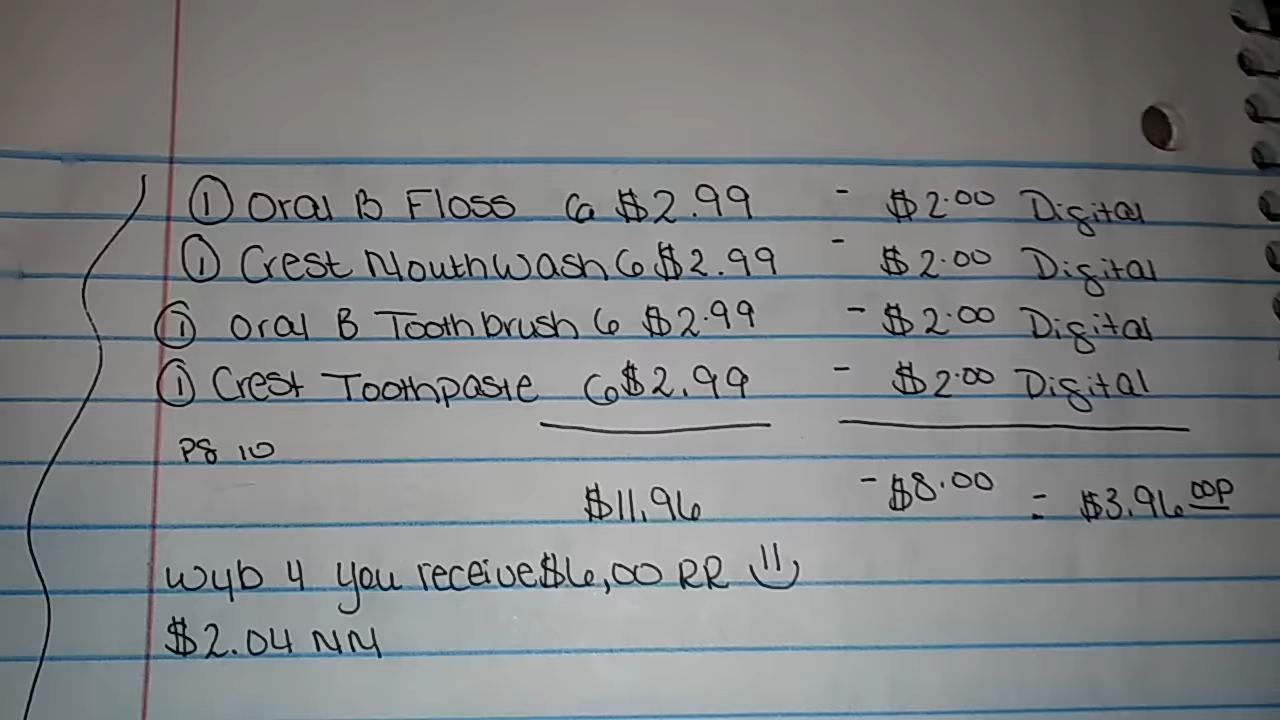 ① Oral B Floss @ $2.99 - $2.00 Digital
① Crest Mouthwash @ $2.99 - $2.00 Digital
① Oral B Toothbrush @ $2.99 - $2.00 Digital
① Crest Toothpaste @ $2.99 - $2.00 Digital
PG 10
$11.96 - $8.00 = $3.96 OOP
Wyb 4 you receive $6,00 RR
$2.04 MM